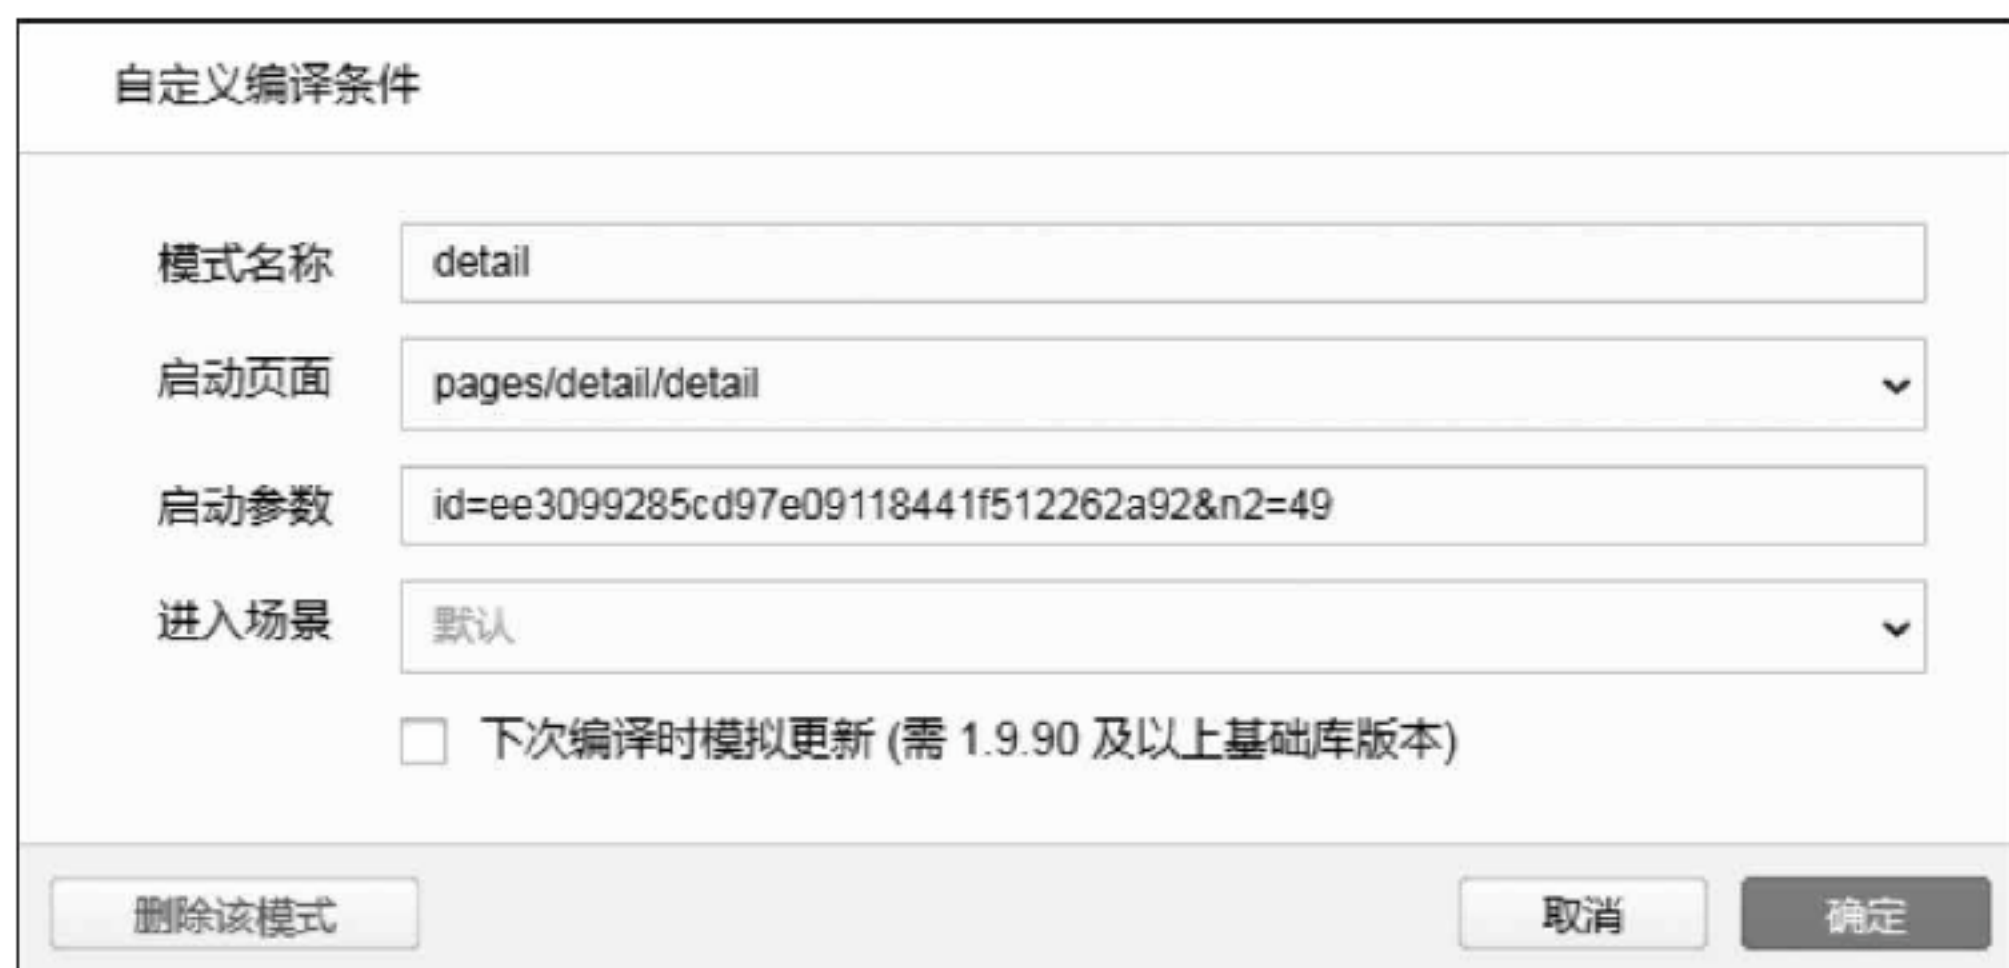 自定义编译条件
模式名称 detail
启动页面 pages/detail/detail
启动参数 id=ee3099285cd97e09118441f512262a92&n2=49
进入场景 默认
下次编译时模拟更新 (需 1.9.90 及以上基础库版本)
删除该模式 取消 确定